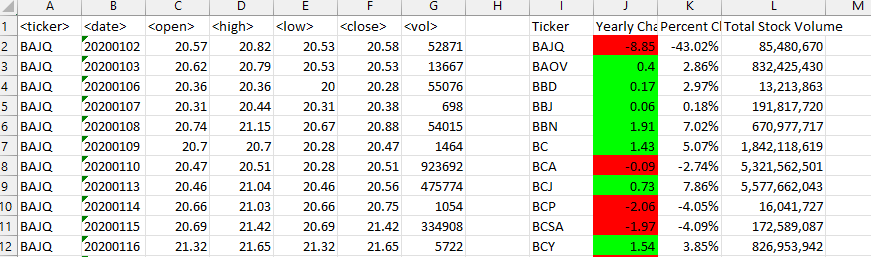 A B C D E F G H I J K L M
1 <ticker> <date> <open> <high> <low> <close> <vol> Ticker Yearly Cha Percent Cl Total Stock Volume
2 BAJQ 20200102 20.57 20.82 20.53 20.58 52871 BAJQ -8.85 -43.02% 85,480,670
3 BAJQ 20200103 20.62 20.79 20.53 20.53 13667 BAOV 0.4 2.86% 832,425,430
4 BAJQ 20200106 20.36 20.36 20 20.28 55076 BBD 0.17 2.97% 13,213,863
5 BAJQ 20200107 20.31 20.44 20.31 20.38 698 BBJ 0.06 0.18% 191,817,720
6 BAJQ 20200108 20.74 21.15 20.67 20.88 54015 BBN 1.91 7.02% 670,977,717
7 BAJQ 20200109 20.7 20.7 20.28 20.47 1464 BC 1.43 5.07% 1,842,118,619
8 BAJQ 20200110 20.47 20.51 20.28 20.51 923692 BCA -0.09 -2.74% 5,321,562,501
9 BAJQ 20200113 20.46 21.04 20.46 20.56 475774 BCJ 0.73 7.86% 5,577,662,043
10 BAJQ 20200114 20.66 21.03 20.66 20.75 1054 BCP -2.06 -4.05% 16,041,727
11 BAJQ 20200115 20.69 21.42 20.69 21.42 334908 BCSA -1.97 -4.09% 172,589,087
12 BAJQ 20200116 21.32 21.65 21.32 21.65 5722 BCY 1.54 3.85% 826,953,942